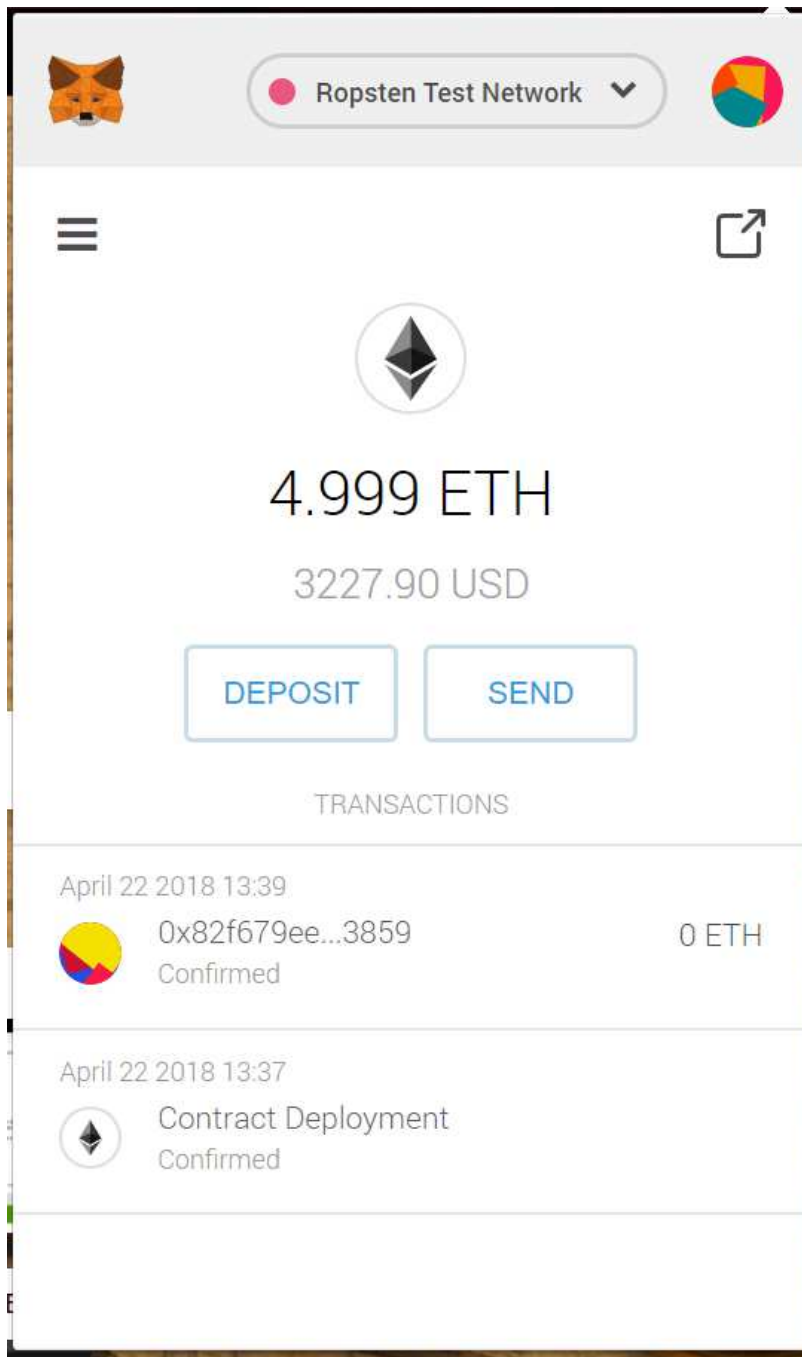 Ropsten Test Network
4.999 ETH
3227.90 USD
DEPOSIT SEND
TRANSACTIONS
April 22 2018 13:39
0x82f679ee...3859 0 ETH
Confirmed
April 22 2018 13:37
Contract Deployment
Confirmed